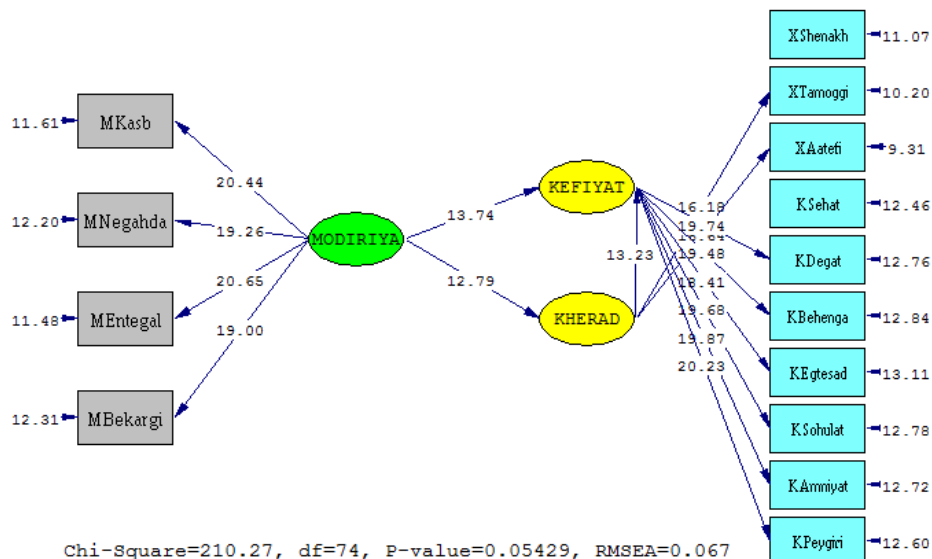 XShenakh
11.07
XTamoggi
10.20
MKasb
11.61
20.44
XAatefi
9.31
KEFIYAT
KSehat
12.46
16.18
MNegahda
12.20
19.26
13.74
19.74
MODIRIYA
KDegat
12.76
13.23
19.48
12.79
18.41
MEntegal
11.48
20.65
KHERAD
KBehenga
12.84
19.68
19.00
19.87
20.23
KEgtesad
13.11
MBekargi
12.31
KSohulat
12.78
KAmniyat
12.72
KPeygiri
12.60
Chi-Square=210.27, df=74, P-value=0.05429, RMSEA=0.067